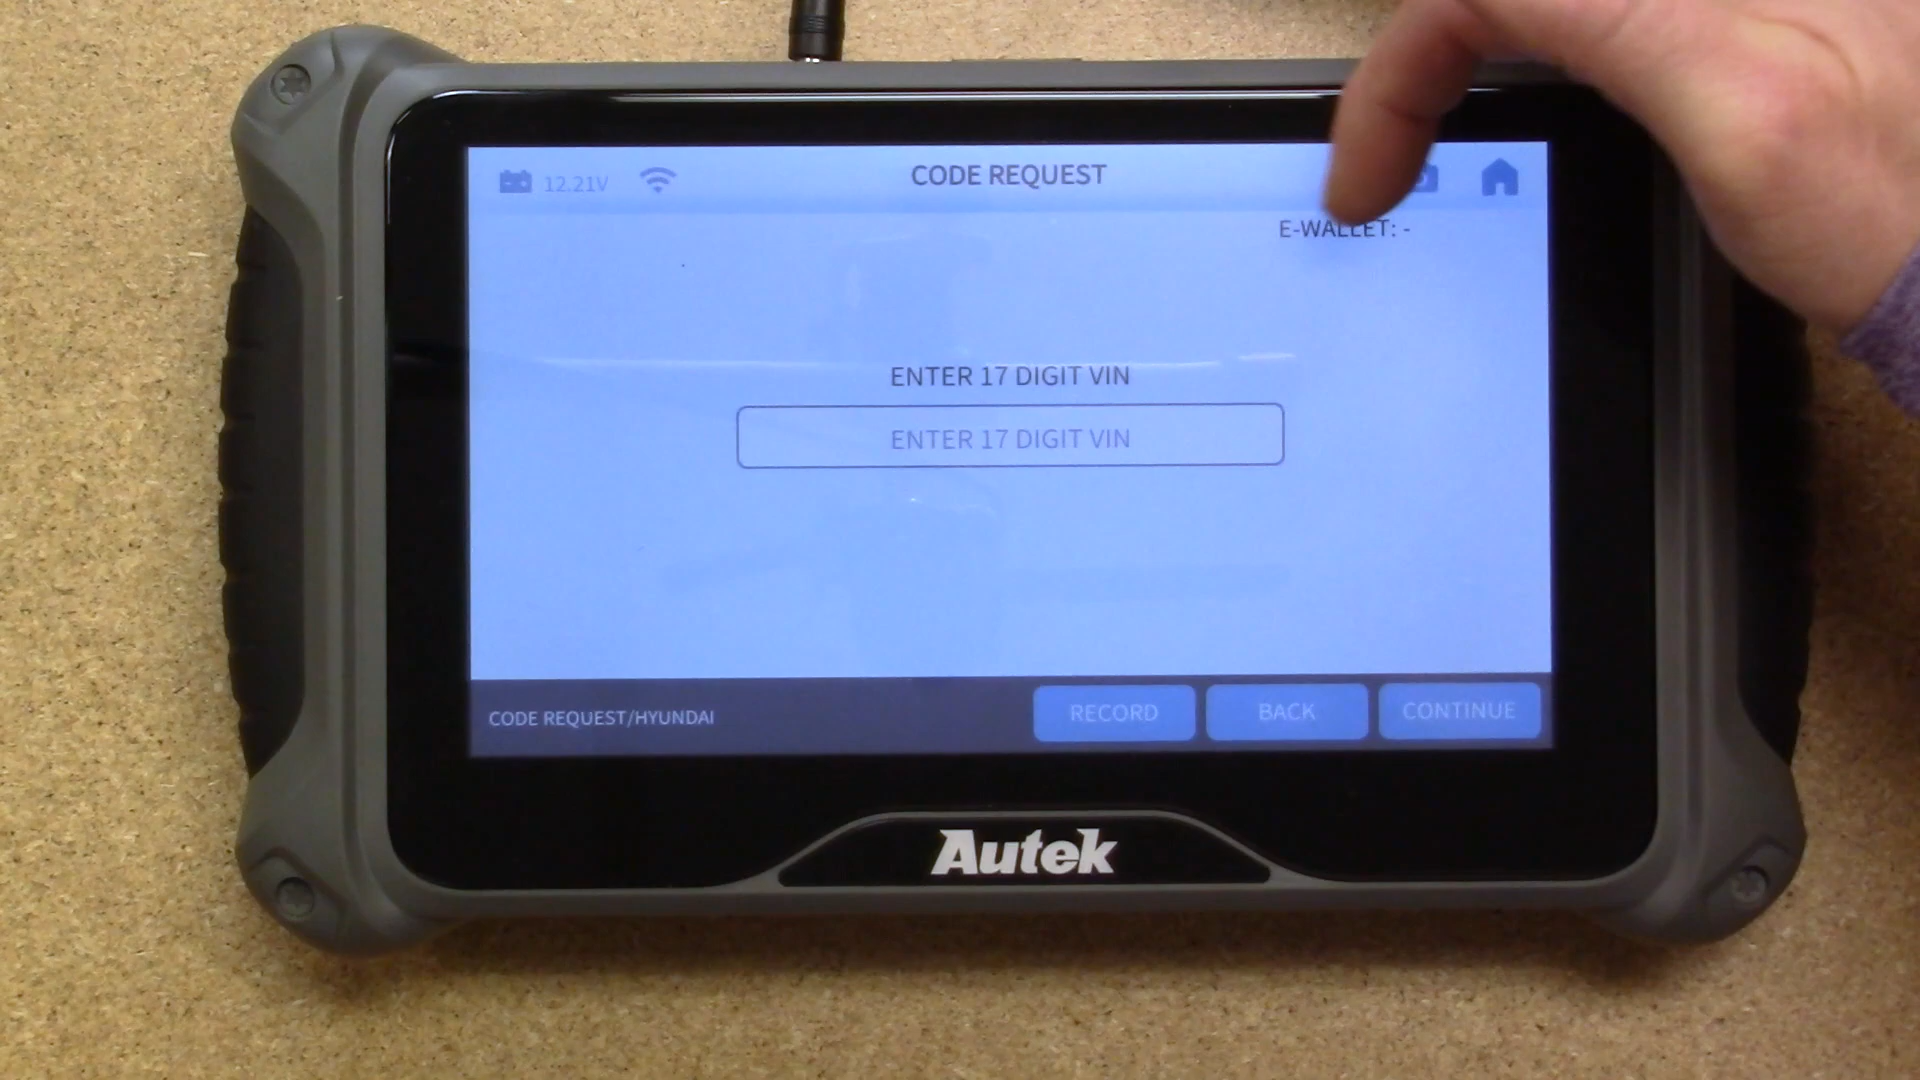 12.21V
CODE REQUEST
E-WALLET: -
ENTER 17 DIGIT VIN
ENTER 17 DIGIT VIN
CODE REQUEST/HYUNDAI
RECORD
BACK
CONTINUE
Autek